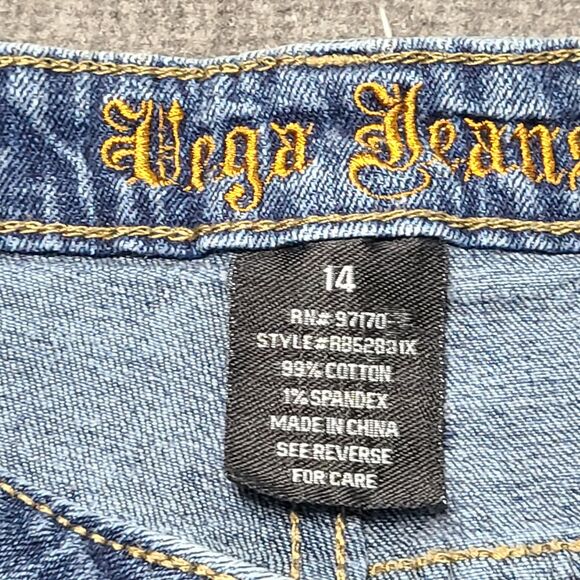 Vega Jeans
14
RN# 97170
STYLE#RB52831X
99% COTTON
1% SPANDEX
MADE IN CHINA
SEE REVERSE
FOR CARE